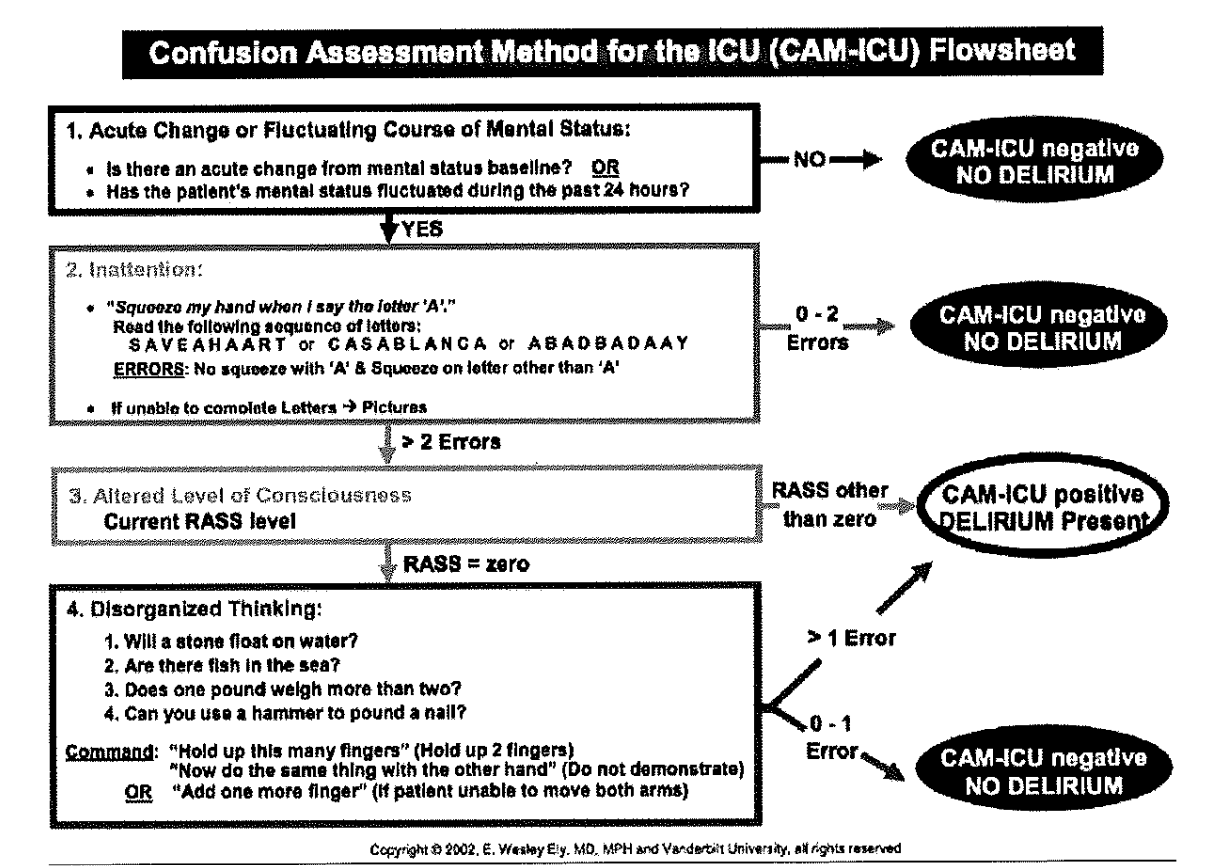 Confusion Assessment Method for the ICU (CAM-ICU) Flowsheet
1. Acute Change or Fluctuating Course of Mental Status:
• Is there an acute change from mental status baseline? OR
• Has the patient's mental status fluctuated during the past 24 hours?
NO
CAM-ICU negative
NO DELIRIUM
YES
2. Inattention:
• "Squeeze my hand when I say the letter 'A'."
Read the following sequence of letters:
S A V E A H A A R T or C A S A B L A N C A or A B A D B A D A A Y
ERRORS: No squeeze with 'A' & Squeeze on letter other than 'A'
• If unable to complete Letters → Pictures
0 - 2
Errors
CAM-ICU negative
NO DELIRIUM
> 2 Errors
3. Altered Level of Consciousness
Current RASS level
RASS other
than zero
CAM-ICU positive
DELIRIUM Present
RASS = zero
4. Disorganized Thinking:
1. Will a stone float on water?
2. Are there fish in the sea?
3. Does one pound weigh more than two?
4. Can you use a hammer to pound a nail?
Command: "Hold up this many fingers" (Hold up 2 fingers)
"Now do the same thing with the other hand" (Do not demonstrate)
OR "Add one more finger" (If patient unable to move both arms)
> 1 Error
0 - 1
Error
CAM-ICU negative
NO DELIRIUM
Copyright © 2002, E. Wesley Ely, MD, MPH and Vanderbilt University, all rights reserved